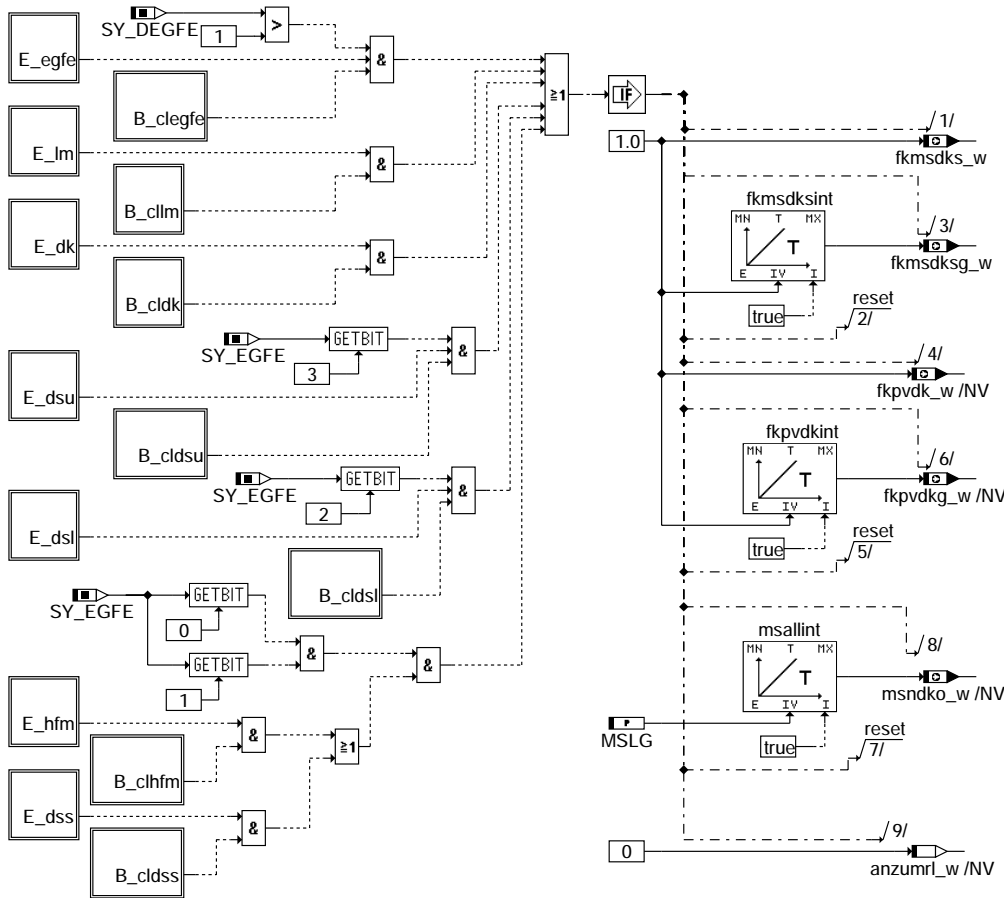 SY_DEGFE
1
>
E_egfe
&
B_clegfe
≥1
IF
1/
E_lm
&
1.0
fkmsdks_w
B_cllm
fkmsdksint
MN T MX
3/
E_dk
&
T
fkmsdksg_w
E IV I
B_cldk
true
reset
2/
SY_EGFE
GETBIT
&
4/
3
fkpvdk_w /NV
E_dsu
B_cldsu
fkpvdkint
MN T MX
6/
SY_EGFE
GETBIT
&
T
fkpvdkg_w /NV
2
E IV I
E_dsl
true
reset
5/
B_cldsl
SY_EGFE
GETBIT
0
msallint
8/
&
&
MN T MX
GETBIT
T
1
msndko_w /NV
E IV I
E_hfm
MSLG
&
≥1
true
reset
7/
B_clhfm
E_dss
&
9/
0
B_cldss
anzumrl_w /NV